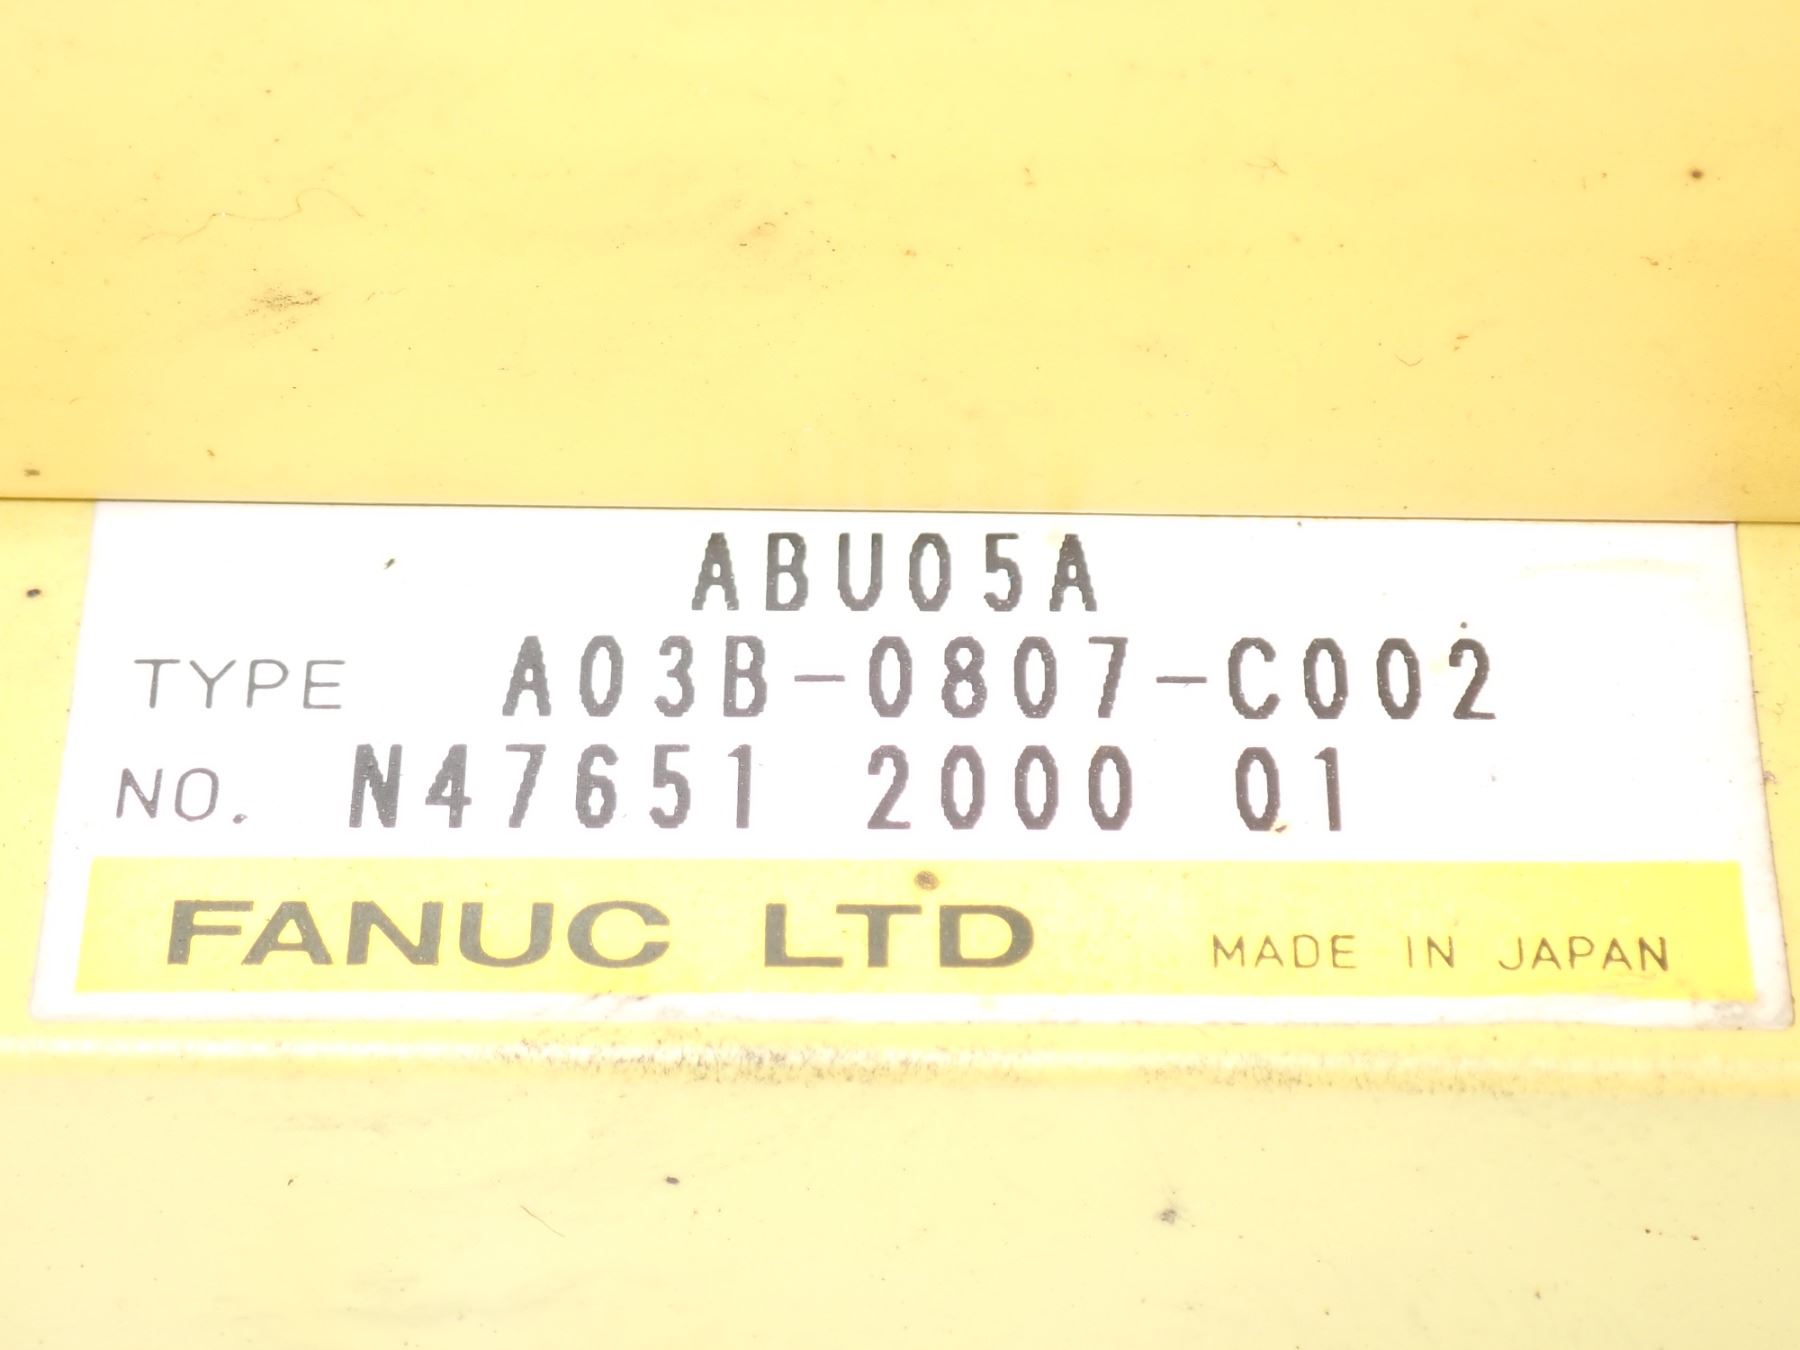 ABU05A
TYPE A03B-0807-C002
NO. N47651 2000 01
FANUC LTD MADE IN JAPAN